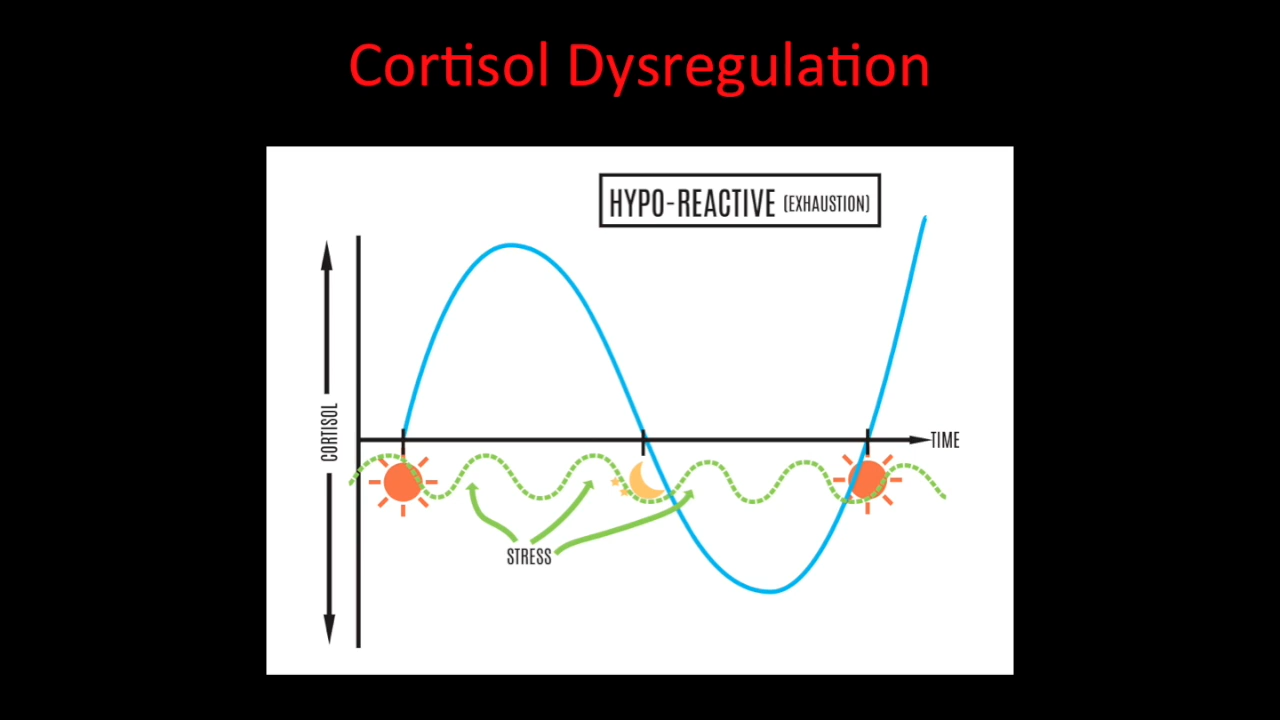 Cortisol Dysregulation
HYPO-REACTIVE (EXHAUSTION)
CORTISOL
TIME
STRESS